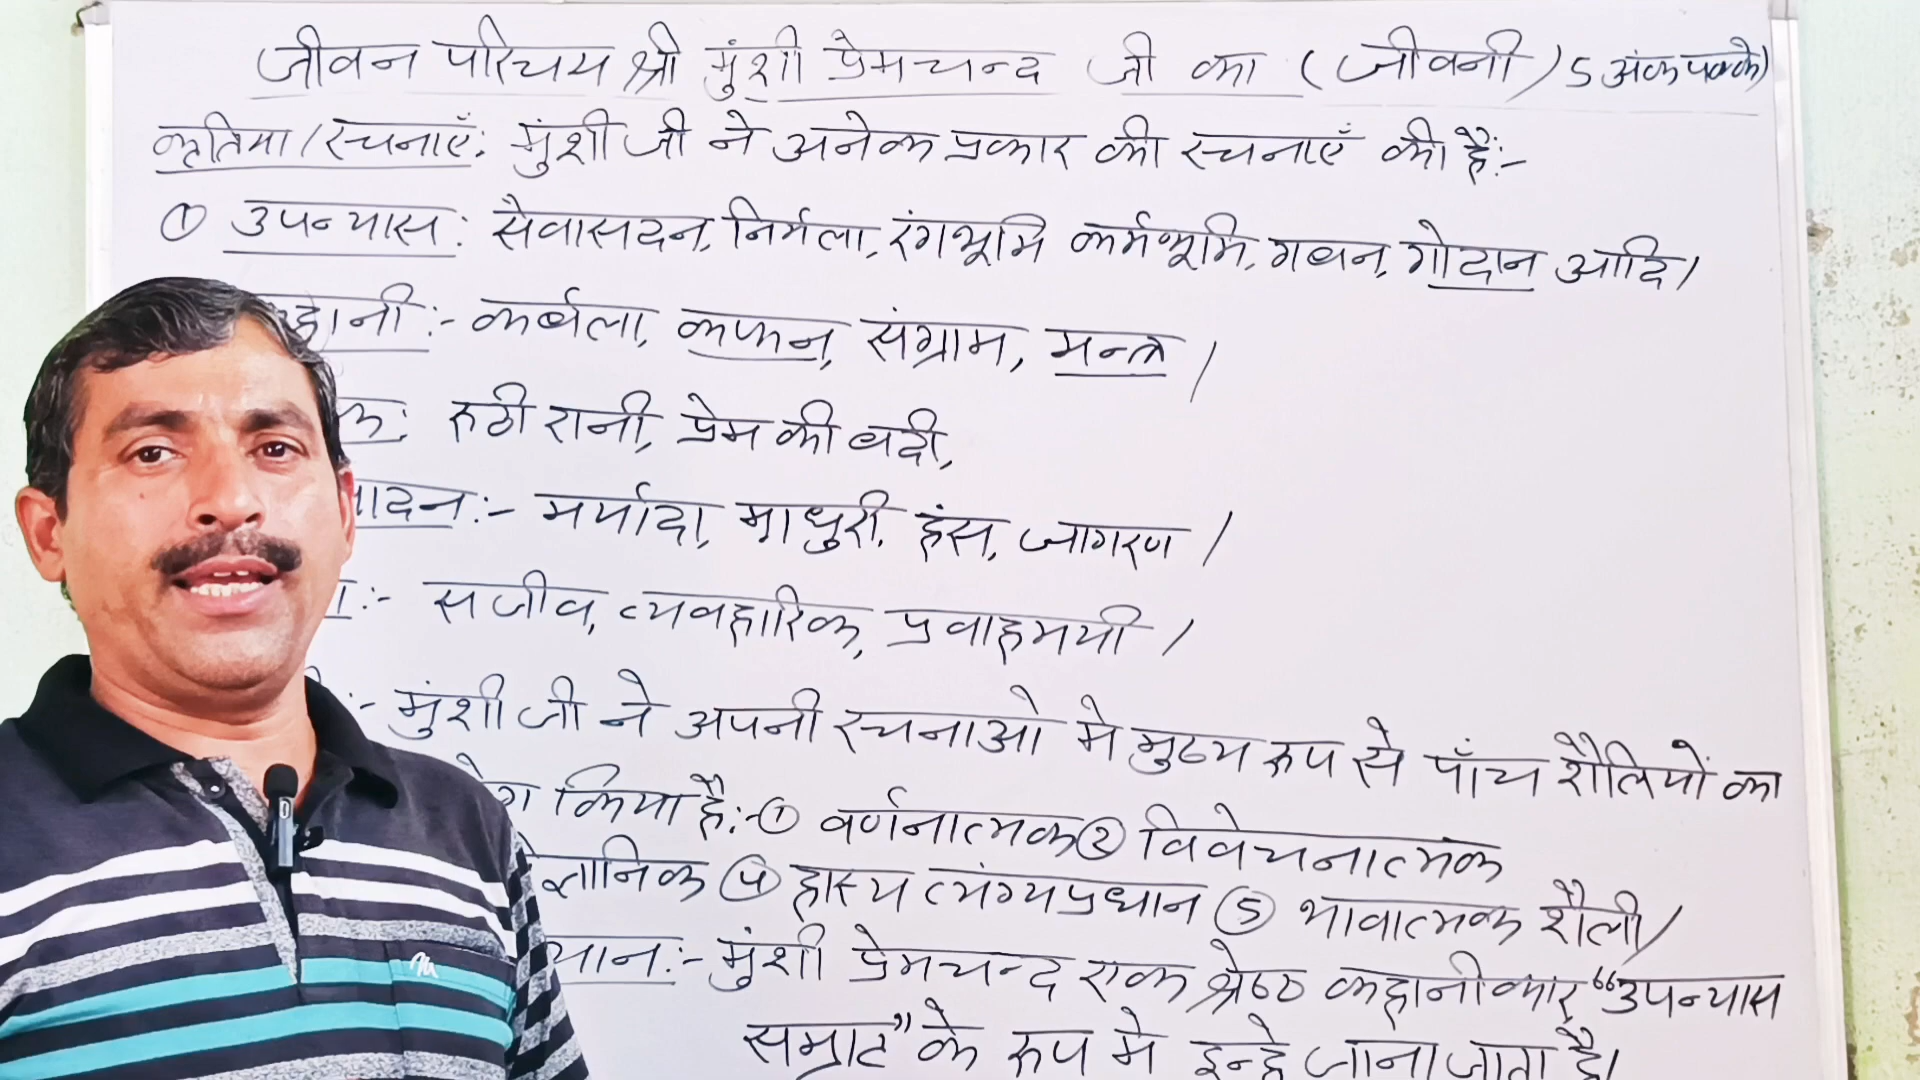 जीवन परिचय श्री मुंशी प्रेमचन्द जी का (जीवनी) 5 अंक पक्के)
कृतिया/रचनाएँ: मुंशी जी ने अनेक प्रकार की रचनाएँ की हैं:-
① उपन्यास: सैवासदन, निर्मला, रंगभूमि कर्मभूमि, गबन, गोदान आदि।
हानी:- कर्बला, कफन, संग्राम, मन्त्र।
क: रुठी रानी, प्रेम की बदी,
ादन:- मर्यादा, माधुरी, हंस, जागरण।
ा:- सजीव, व्यवहारिक, प्रवाहमयी।
ी:- मुंशी जी ने अपनी रचनाओ मे मुख्य रूप से पाँच शैलियों का
ोग किया है:- ① वर्णनात्मक ② विवेचनात्मक
ज्ञानिक ④ हास्य व्यंग्यप्रधान ⑤ भावात्मक शैली।
थान:- मुंशी प्रेमचन्द एक श्रेष्ठ कहानीकार, "उपन्यास
सम्राट" के रूप मे इन्हे जाना जाता है।